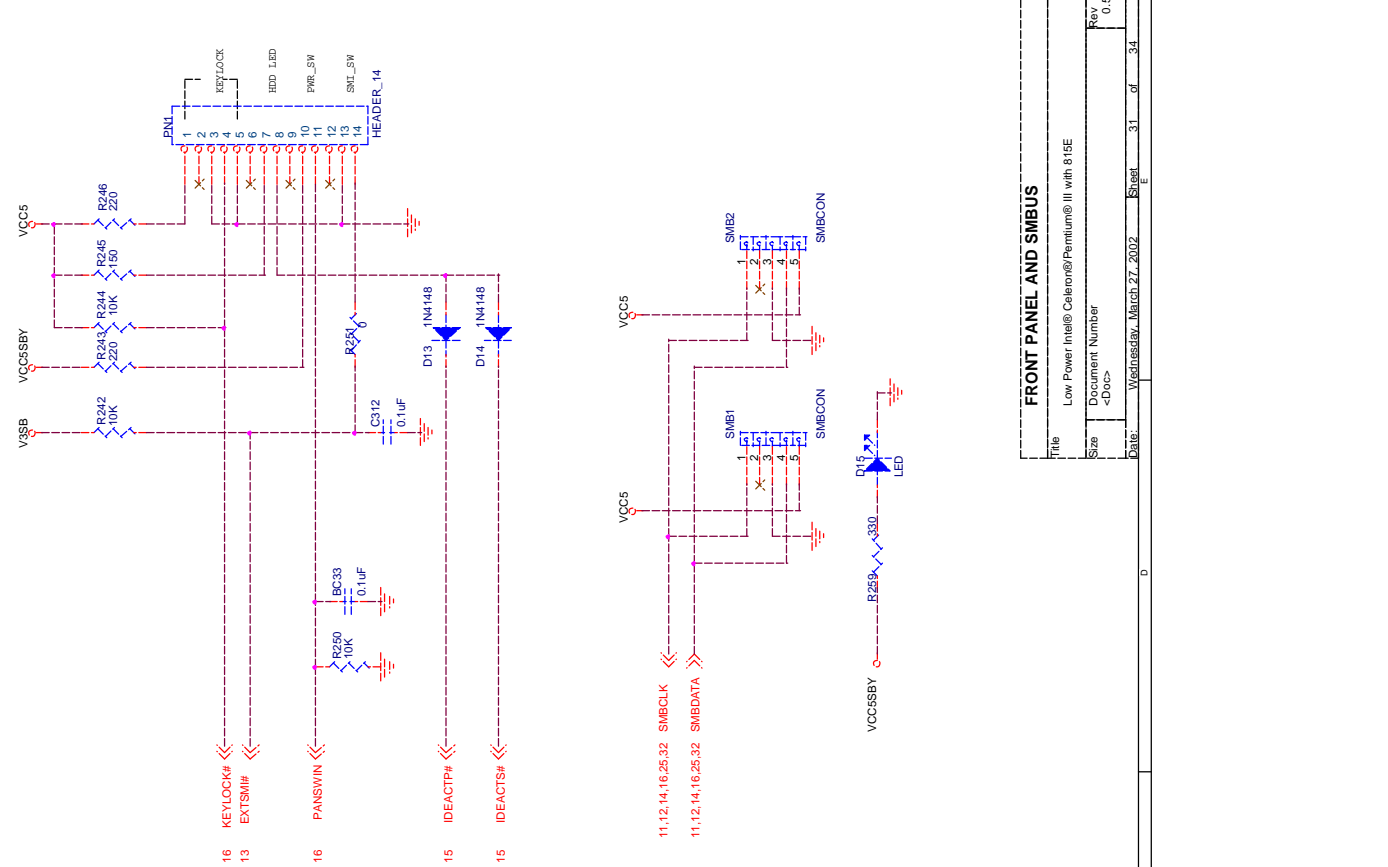 KEYLOCK
HDD LED
PWR_SW
SMI_SW
PN1
1
2
3
4
5
6
7
8
9
10
11
12
13
14
HEADER_14
VCC5
R246
220
R245
150
R244
10K
VCC5SBY
R243
220
V3SB
R242
10K
R251
0
C312
0.1uF
D13
1N4148
D14
1N4148
BC33
0.1uF
R250
10K
16 KEYLOCK#
13 EXTSMI#
16 PANSWIN
15 IDEACTP#
15 IDEACTS#
SMB2
1
2
3
4
5
SMBCON
VCC5
SMB1
1
2
3
4
5
SMBCON
VCC5
11,12,14,16,25,32 SMBCLK
11,12,14,16,25,32 SMBDATA
D15
LED
R259
330
VCC5SBY
FRONT PANEL AND SMBUS
Title
Low Power Intel® Celeron®/Pemtium® III with 815E
Size
Document Number
<Doc>
Rev
0.5
Date:
Wednesday, March 27, 2002
Sheet
31
of
34
E
D